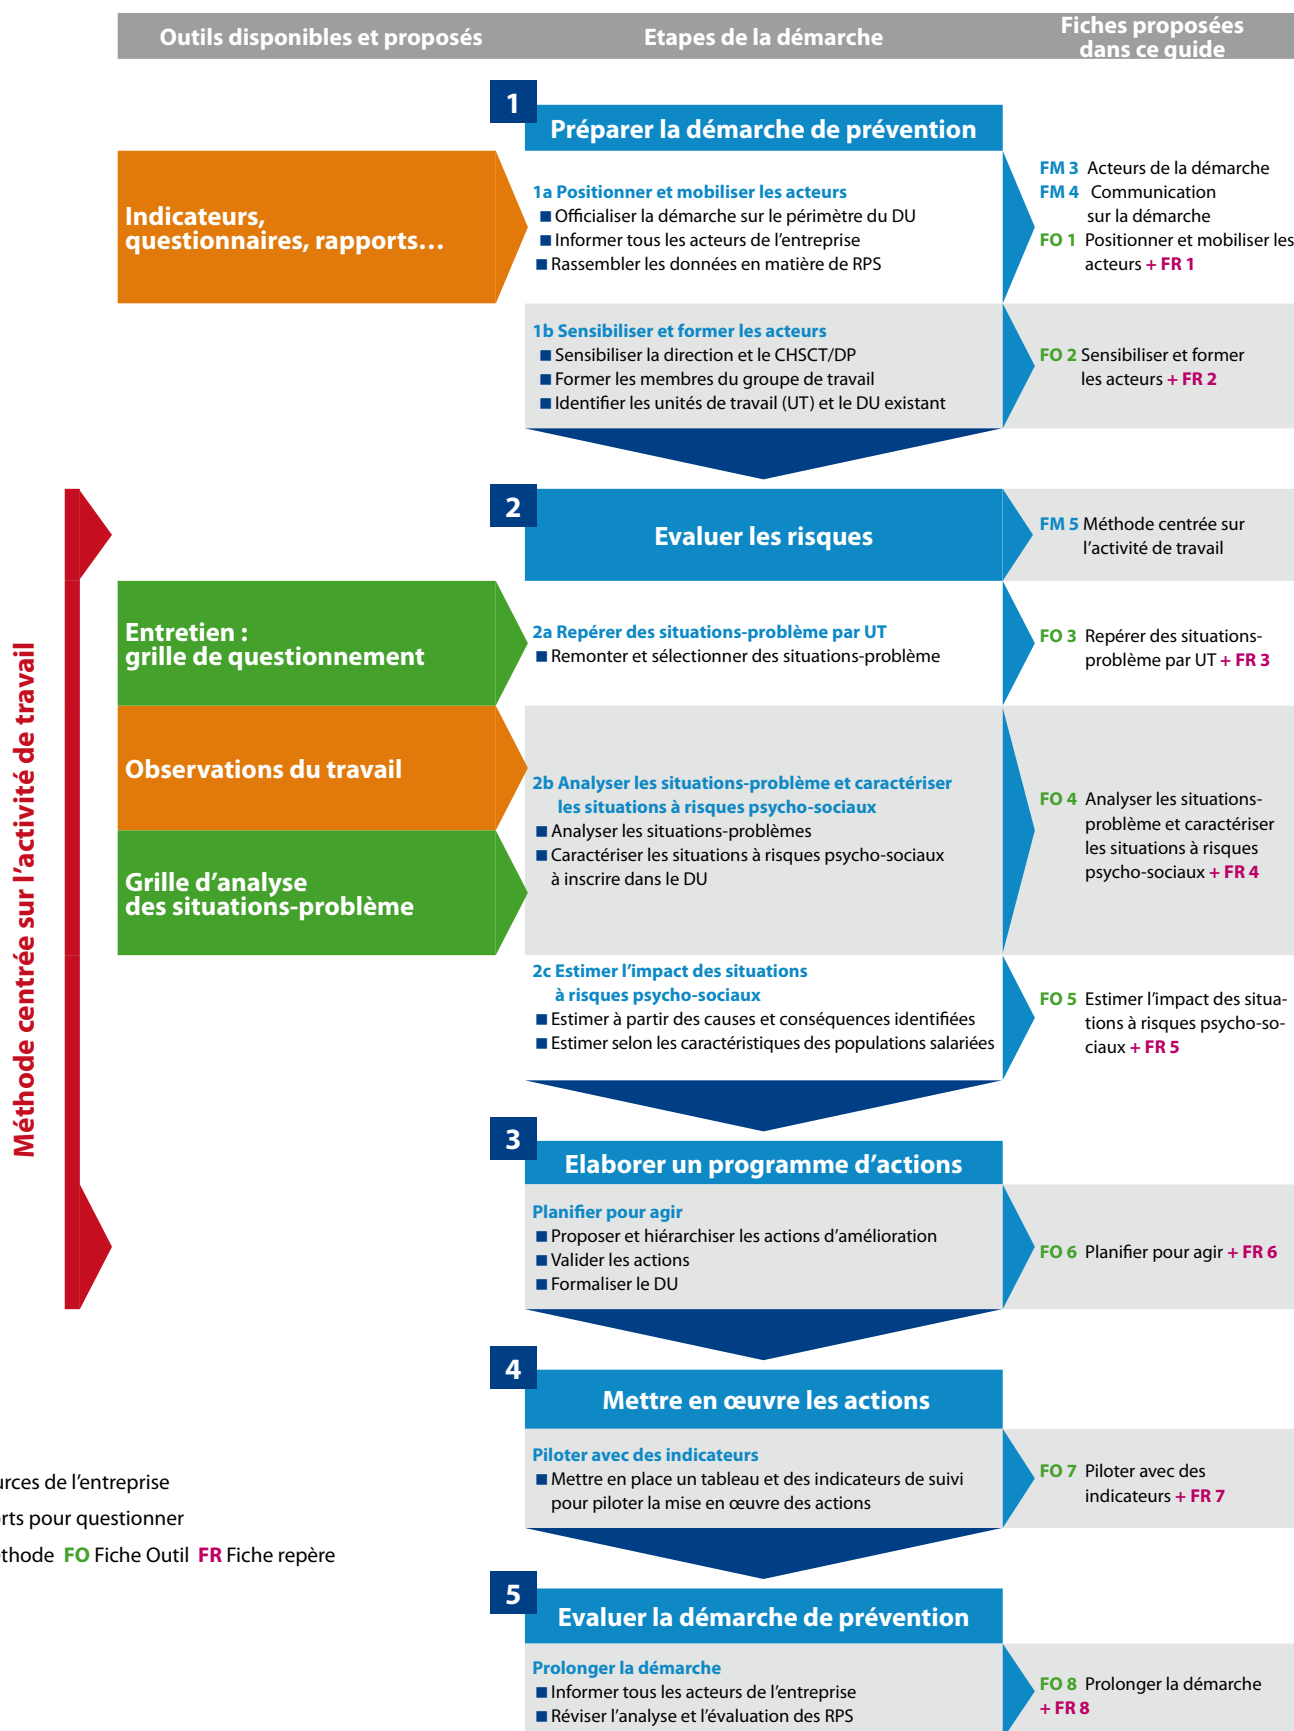 Outils disponibles et proposés
Etapes de la démarche
Fiches proposées
dans ce guide
1
Préparer la démarche de prévention
Indicateurs,
questionnaires, rapports…
1a Positionner et mobiliser les acteurs
■ Officialiser la démarche sur le périmètre du DU
■ Informer tous les acteurs de l’entreprise
■ Rassembler les données en matière de RPS
FM 3 Acteurs de la démarche
FM 4 Communication
sur la démarche
FO 1 Positionner et mobiliser les
acteurs + FR 1
1b Sensibiliser et former les acteurs
■ Sensibiliser la direction et le CHSCT/DP
■ Former les membres du groupe de travail
■ Identifier les unités de travail (UT) et le DU existant
FO 2 Sensibiliser et former
les acteurs + FR 2
Méthode centrée sur l’activité de travail
2
Evaluer les risques
FM 5 Méthode centrée sur
l’activité de travail
Entretien :
grille de questionnement
2a Repérer des situations-problème par UT
■ Remonter et sélectionner des situations-problème
FO 3 Repérer des situations-
problème par UT + FR 3
Observations du travail
Grille d’analyse
des situations-problème
2b Analyser les situations-problème et caractériser
les situations à risques psycho-sociaux
■ Analyser les situations-problèmes
■ Caractériser les situations à risques psycho-sociaux
à inscrire dans le DU
FO 4 Analyser les situations-
problème et caractériser
les situations à risques
psycho-sociaux + FR 4
2c Estimer l’impact des situations
à risques psycho-sociaux
■ Estimer à partir des causes et conséquences identifiées
■ Estimer selon les caractéristiques des populations salariées
FO 5 Estimer l’impact des situa-
tions à risques psycho-so-
ciaux + FR 5
3
Elaborer un programme d’actions
Planifier pour agir
■ Proposer et hiérarchiser les actions d’amélioration
■ Valider les actions
■ Formaliser le DU
FO 6 Planifier pour agir + FR 6
4
Mettre en œuvre les actions
Piloter avec des indicateurs
■ Mettre en place un tableau et des indicateurs de suivi
pour piloter la mise en œuvre des actions
FO 7 Piloter avec des
indicateurs + FR 7
urces de l’entreprise
rts pour questionner
thode FO Fiche Outil FR Fiche repère
5
Evaluer la démarche de prévention
Prolonger la démarche
■ Informer tous les acteurs de l’entreprise
■ Réviser l’analyse et l’évaluation des RPS
FO 8 Prolonger la démarche
+ FR 8